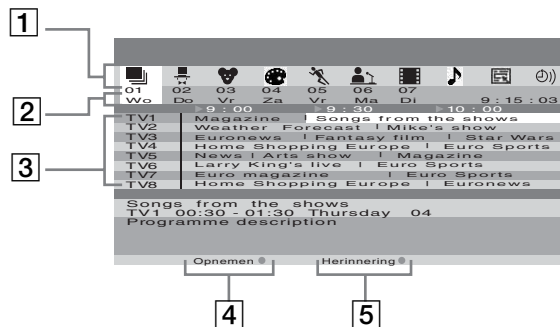 1
01 02 03 04 05 06 07
2
Wo Do Vr Za Vr Ma Di 9:15:03
9:00 9:30 10:00
3
TV1 Magazine Songs from the shows
TV2 Weather Forecast Mike's show
TV3 Euronews Fantasy film Star Wars
TV4 Home Shopping Europe Euro Sports
TV5 News Arts show Magazine
TV6 Larry King's live Euro Sports
TV7 Euro magazine Euro Sports
TV8 Home Shopping Europe Euronews
Songs from the shows
TV1 00:30 - 01:30 Thursday 04
Programme description
Opnemen Herinnering
4 5